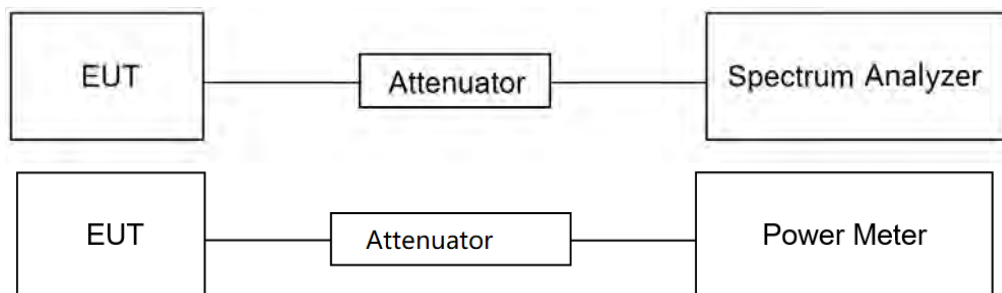 EUT
Attenuator
Spectrum Analyzer
EUT
Attenuator
Power Meter